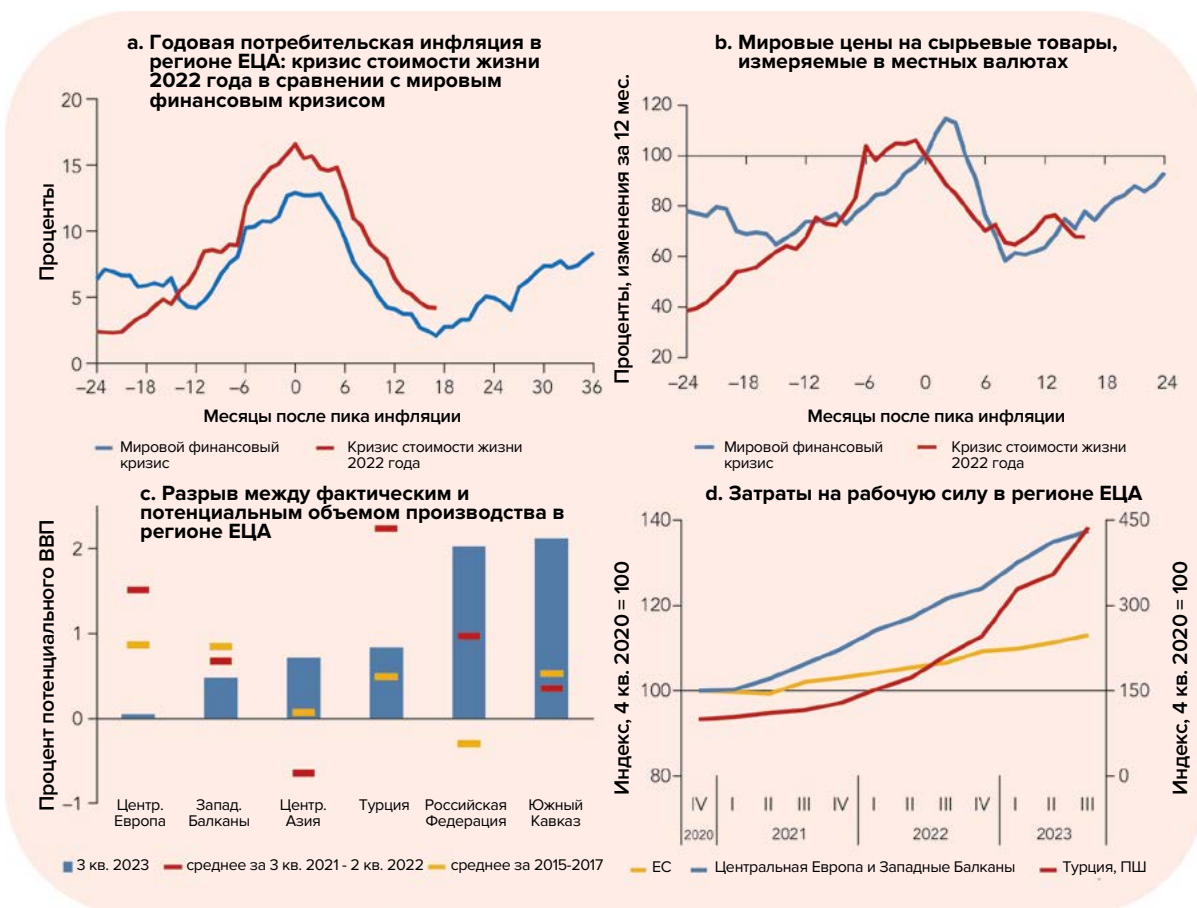 a. Годовая потребительская инфляция в
регионе ЕЦА: кризис стоимости жизни
2022 года в сравнении с мировым
финансовым кризисом
Проценты
20
15
10
5
0
–24 –18 –12 –6 0 6 12 18 24 30 36
Месяцы после пика инфляции
Мировой финансовый
кризис
Кризис стоимости жизни
2022 года
b. Мировые цены на сырьевые товары,
измеряемые в местных валютах
Проценты, изменения за 12 мес.
120
100
80
60
40
20
–24 –18 –12 –6 0 6 12 18 24
Месяцы после пика инфляции
Мировой финансовый
кризис
Кризис стоимости жизни
2022 года
c. Разрыв между фактическим и
потенциальным объемом производства в
регионе ЕЦА
Процент потенциального ВВП
2
1
0
–1
Центр.
Европа
Запад.
Балканы
Центр.
Азия
Турция
Российская
Федерация
Южный
Кавказ
3 кв. 2023 среднее за 3 кв. 2021 - 2 кв. 2022 среднее за 2015-2017
d. Затраты на рабочую силу в регионе ЕЦА
Индекс, 4 кв. 2020 = 100
140
120
100
80
450
300
150
0
Индекс, 4 кв. 2020 = 100
IV I II III IV I II III IV I II III
2020 2021 2022 2023
ЕС Центральная Европа и Западные Балканы Турция, ПШ